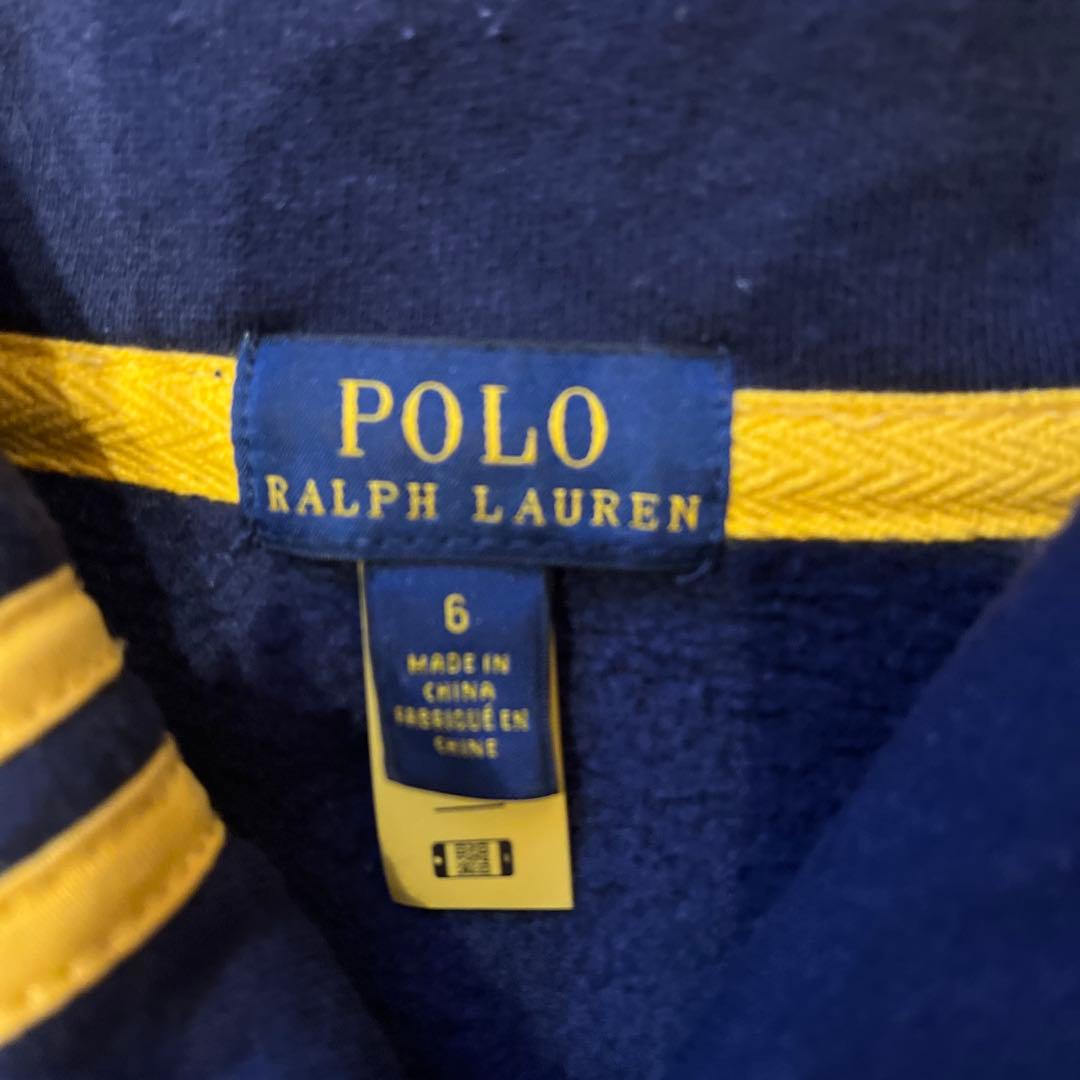 POLO
RALPH LAUREN
6
MADE IN
CHINA
FABRIQUÉ EN
CHINE